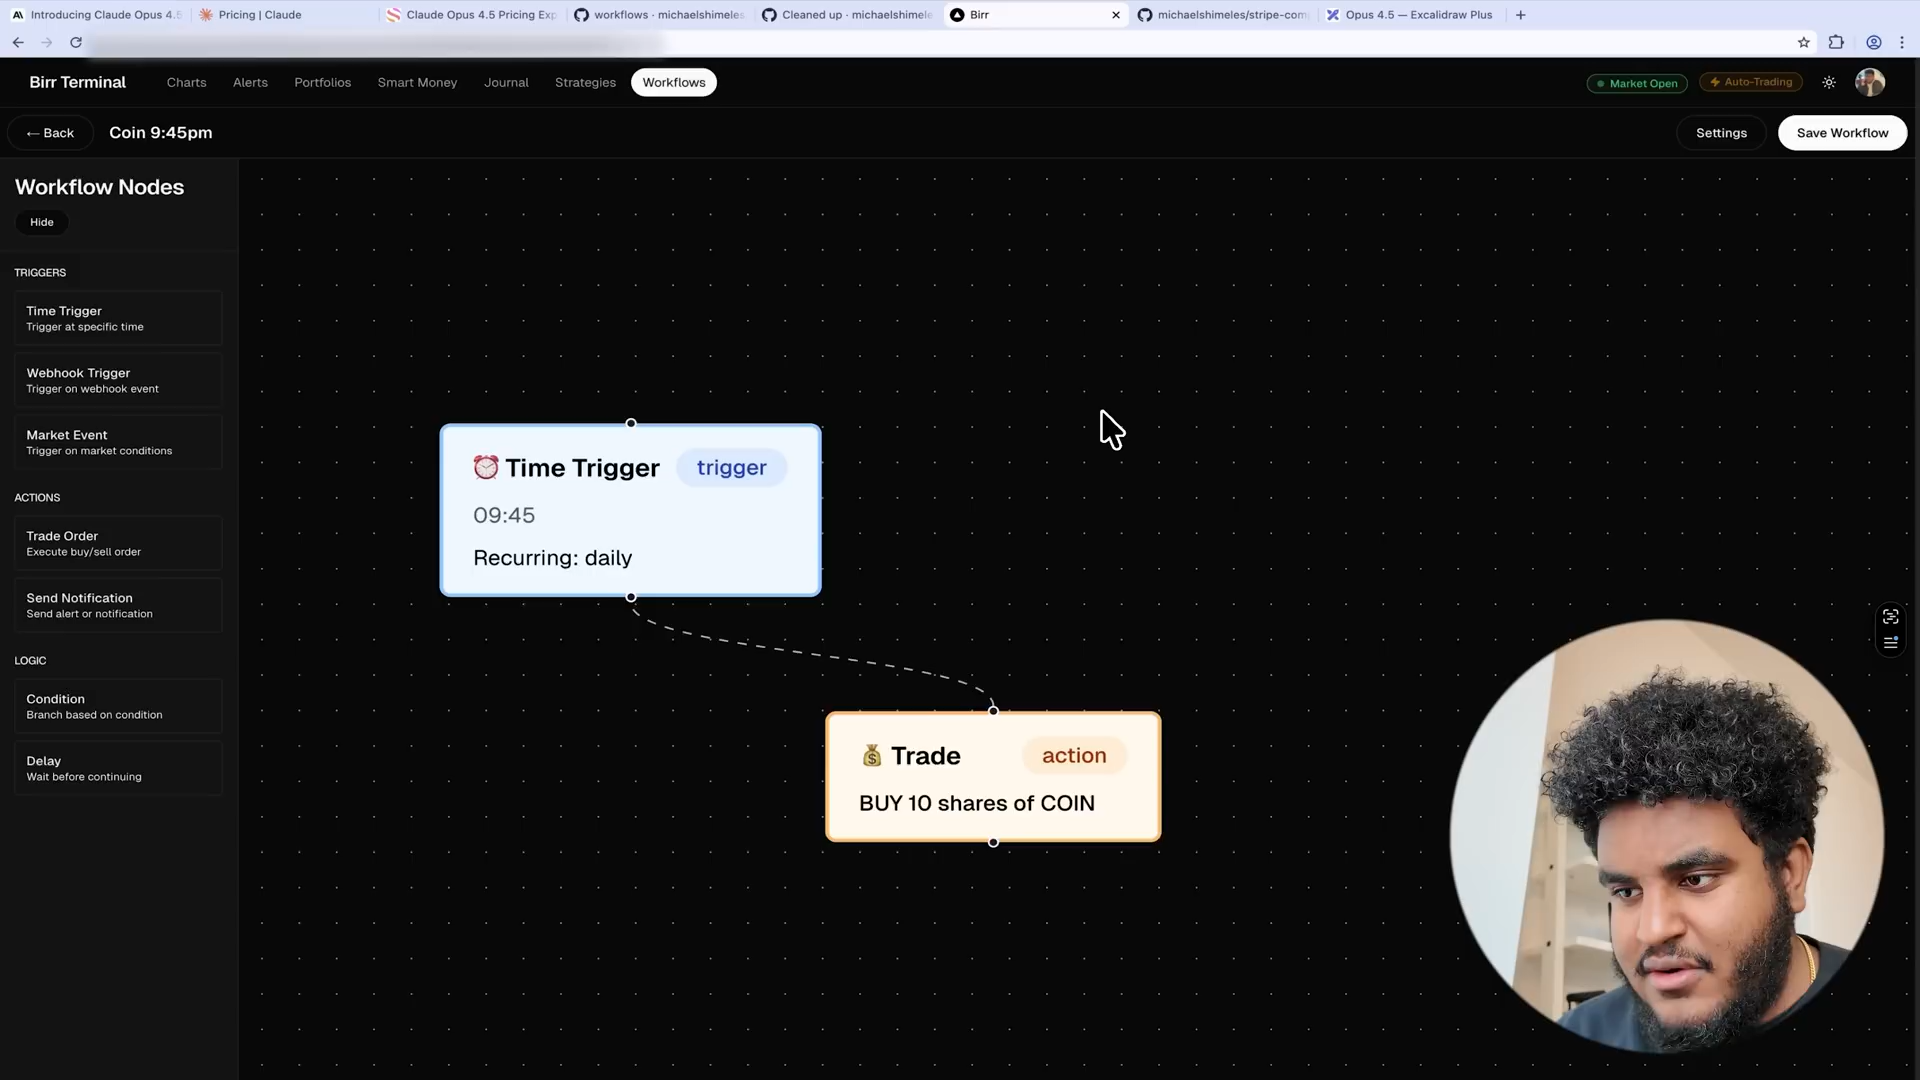 Introducing Claude Opus 4.5
Pricing | Claude
Claude Opus 4.5 Pricing Exp
workflows · michaelshimeles
Cleaned up · michaelshimele
Birr
michaelshimeles/stripe-com
Opus 4.5 — Excalidraw Plus
Birr Terminal
Charts
Alerts
Portfolios
Smart Money
Journal
Strategies
Workflows
Market Open
Auto-Trading
← Back
Coin 9:45pm
Settings
Save Workflow
Workflow Nodes
Hide
TRIGGERS
Time Trigger
Trigger at specific time
Webhook Trigger
Trigger on webhook event
Market Event
Trigger on market conditions
ACTIONS
Trade Order
Execute buy/sell order
Send Notification
Send alert or notification
LOGIC
Condition
Branch based on condition
Delay
Wait before continuing
⏰ Time Trigger
trigger
09:45
Recurring: daily
💰 Trade
action
BUY 10 shares of COIN